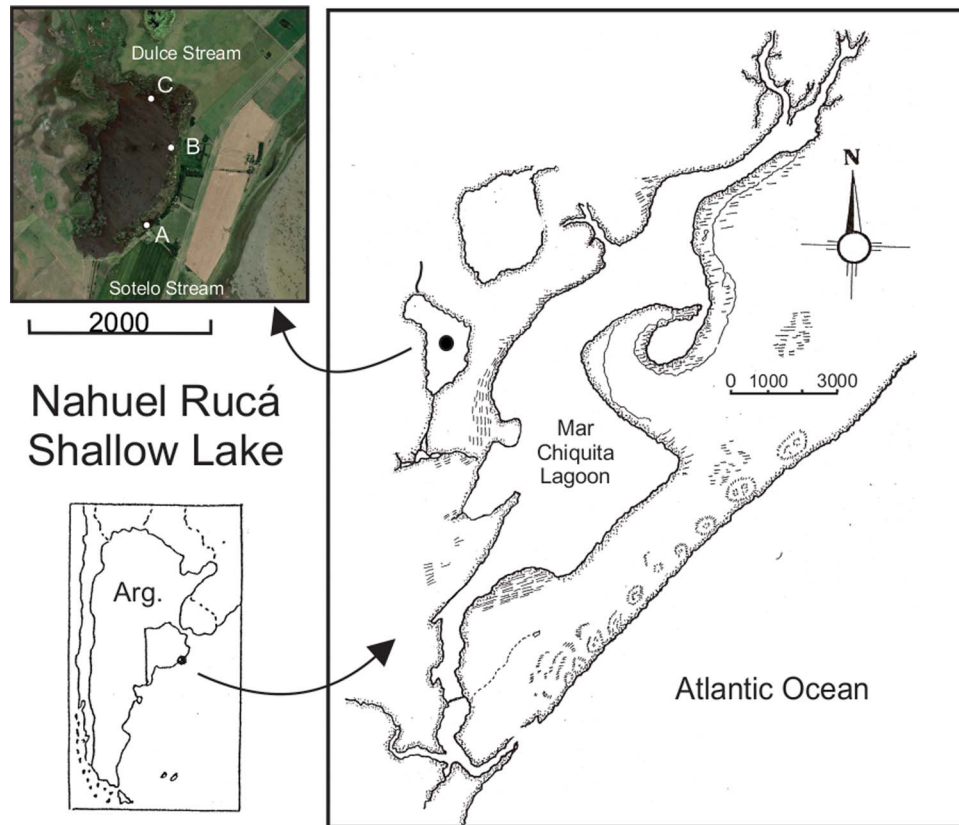 Dulce Stream
C
B
A
Sotelo Stream
2000
Nahuel Rucá
Shallow Lake
Arg.
N
0 1000 3000
Mar
Chiquita
Lagoon
Atlantic Ocean